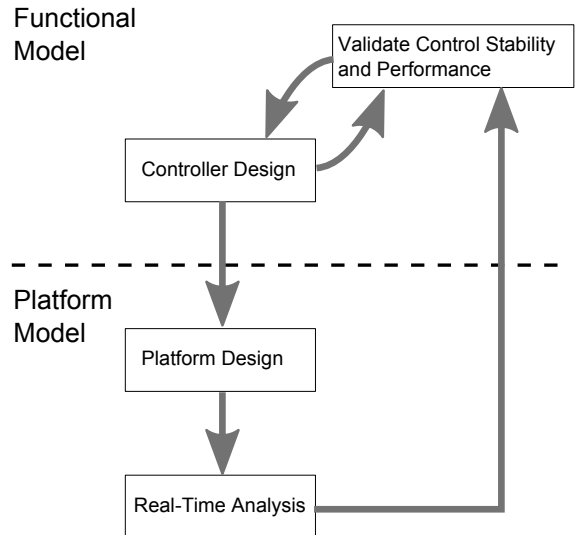 Functional
Model
Validate Control Stability
and Performance
Controller Design
Platform
Model
Platform Design
Real-Time Analysis